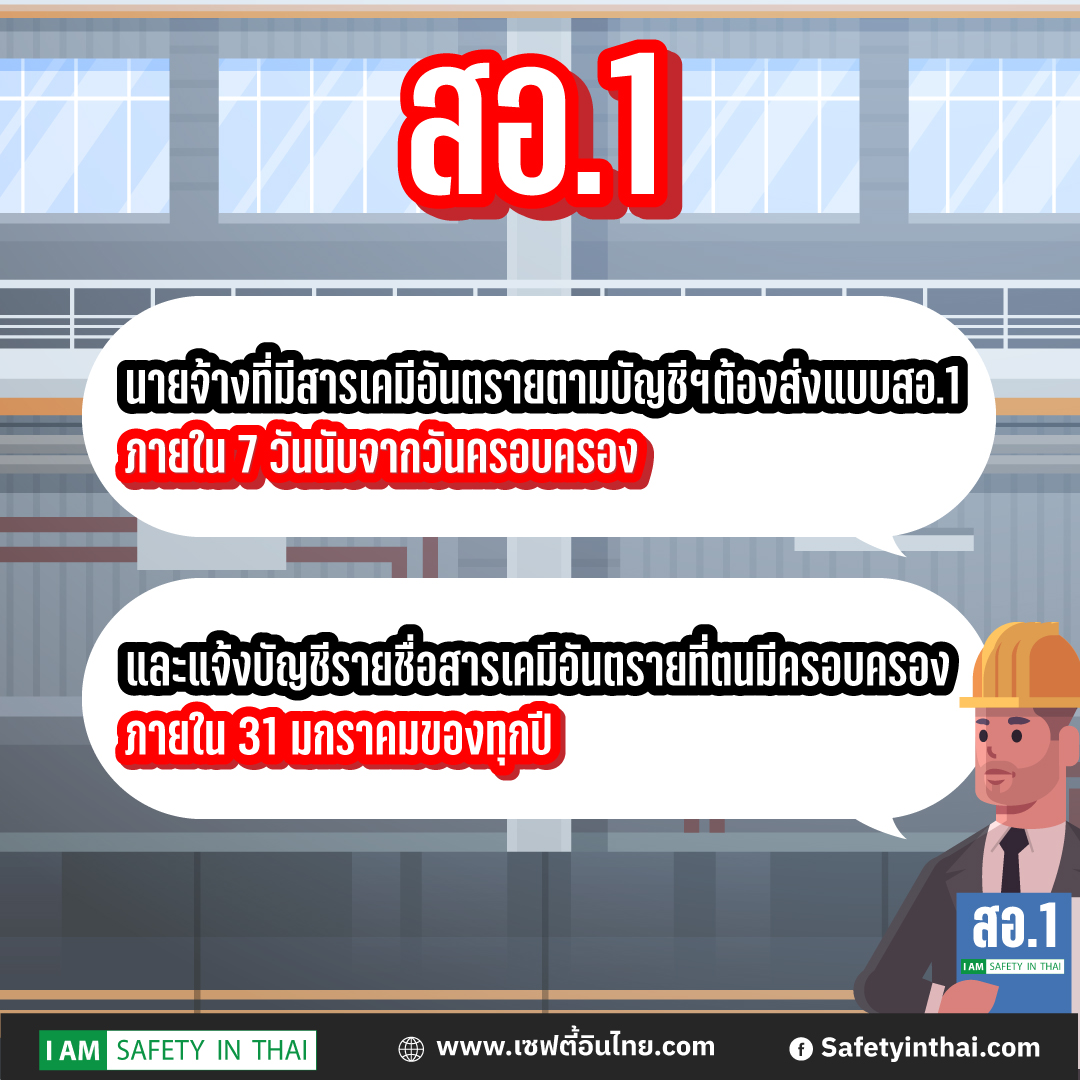 สอ.1
นายจ้างที่มีสารเคมีอันตรายตามบัญชีฯต้องส่งแบบสอ.1
ภายใน 7 วันนับจากวันครอบครอง
และแจ้งบัญชีรายชื่อสารเคมีอันตรายที่ตนมีครอบครอง
ภายใน 31 มกราคมของทุกปี
สอ.1
I AM SAFETY IN THAI
I AM SAFETY IN THAI
www.เซฟตี้อินไทย.com
Safetyinthai.com